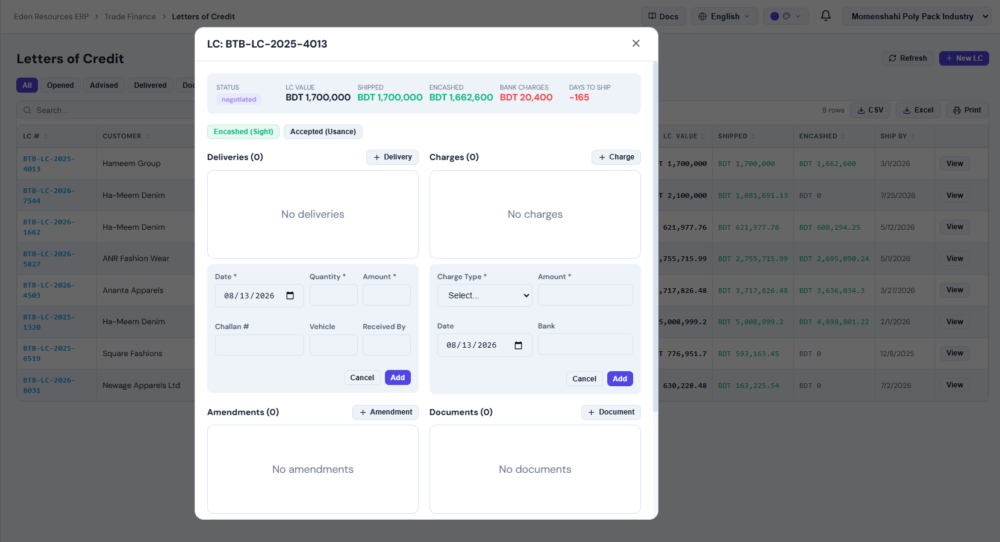 Eden Resources ERP > Trade Finance > Letters of Credit
Docs
English
Momenshahi Poly Pack Industry
Letters of Credit
Refresh
+ New LC
All
Opened
Advised
Delivered
Search...
8 rows
CSV
Excel
Print
LC #
CUSTOMER
LC VALUE
SHIPPED
ENCASHED
SHIP BY
BTB-LC-2025-
4013
Hameem Group
1,700,000
BDT 1,700,000
BDT 1,662,600
3/1/2026
View
BTB-LC-2026-
7544
Ha-Meem Denim
2,100,000
BDT 1,081,691.13
BDT 0
7/25/2026
View
BTB-LC-2026-
1662
Ha-Meem Denim
621,977.76
BDT 621,977.76
BDT 608,294.25
5/12/2026
View
BTB-LC-2026-
5827
ANR Fashion Wear
,755,715.99
BDT 2,755,715.99
BDT 2,695,090.24
5/1/2026
View
BTB-LC-2026-
4503
Ananta Apparels
,717,826.48
BDT 3,717,826.48
BDT 3,636,034.3
3/27/2026
View
BTB-LC-2025-
1320
Ha-Meem Denim
5,008,999.2
BDT 5,008,999.2
BDT 4,898,801.22
2/1/2026
View
BTB-LC-2025-
6519
Square Fashions
776,951.7
BDT 593,163.45
BDT 0
12/8/2025
View
BTB-LC-2026-
8031
Newage Apparels Ltd
630,228.48
BDT 163,225.54
BDT 0
7/2/2026
View
LC: BTB-LC-2025-4013
STATUS
negotiated
LC VALUE
BDT 1,700,000
SHIPPED
BDT 1,700,000
ENCASHED
BDT 1,662,600
BANK CHARGES
BDT 20,400
DAYS TO SHIP
-165
Encashed (Sight)
Accepted (Usance)
Deliveries (0)
+ Delivery
No deliveries
Date *
Quantity *
Amount *
08/13/2026
Challan #
Vehicle
Received By
Cancel
Add
Charges (0)
+ Charge
No charges
Charge Type *
Amount *
Select...
Date
Bank
08/13/2026
Cancel
Add
Amendments (0)
+ Amendment
No amendments
Documents (0)
+ Document
No documents